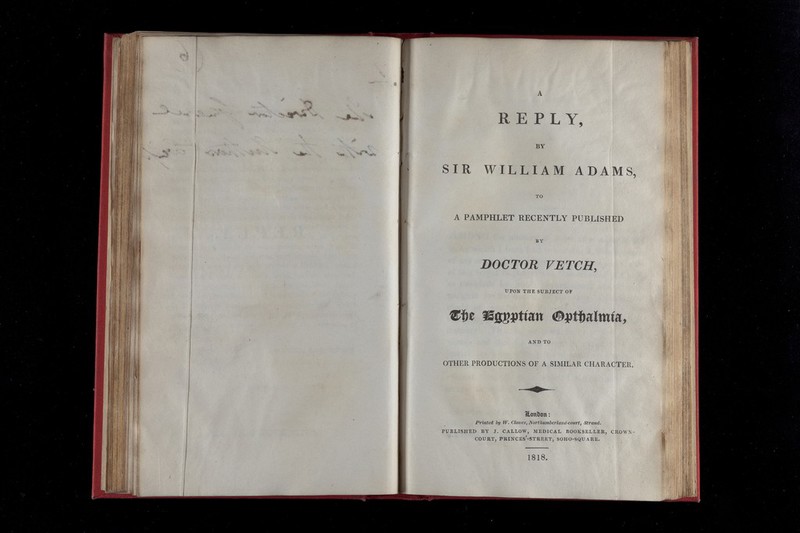 A
REPLY,
BY
SIR WILLIAM ADAMS,
TO
A PAMPHLET RECENTLY PUBLISHED
BY
DOCTOR VETCH,
UPON THE SUBJECT OF
The Egyptian Opthalmia,
AND TO
OTHER PRODUCTIONS OF A SIMILAR CHARACTER.
London:
Printed by W. Clowes, Northumberland-court, Strand.
PUBLISHED BY J. CALLOW, MEDICAL BOOKSELLER, CROWN-
COURT, PRINCES'-STREET, SOHO-SQUARE.
1818.